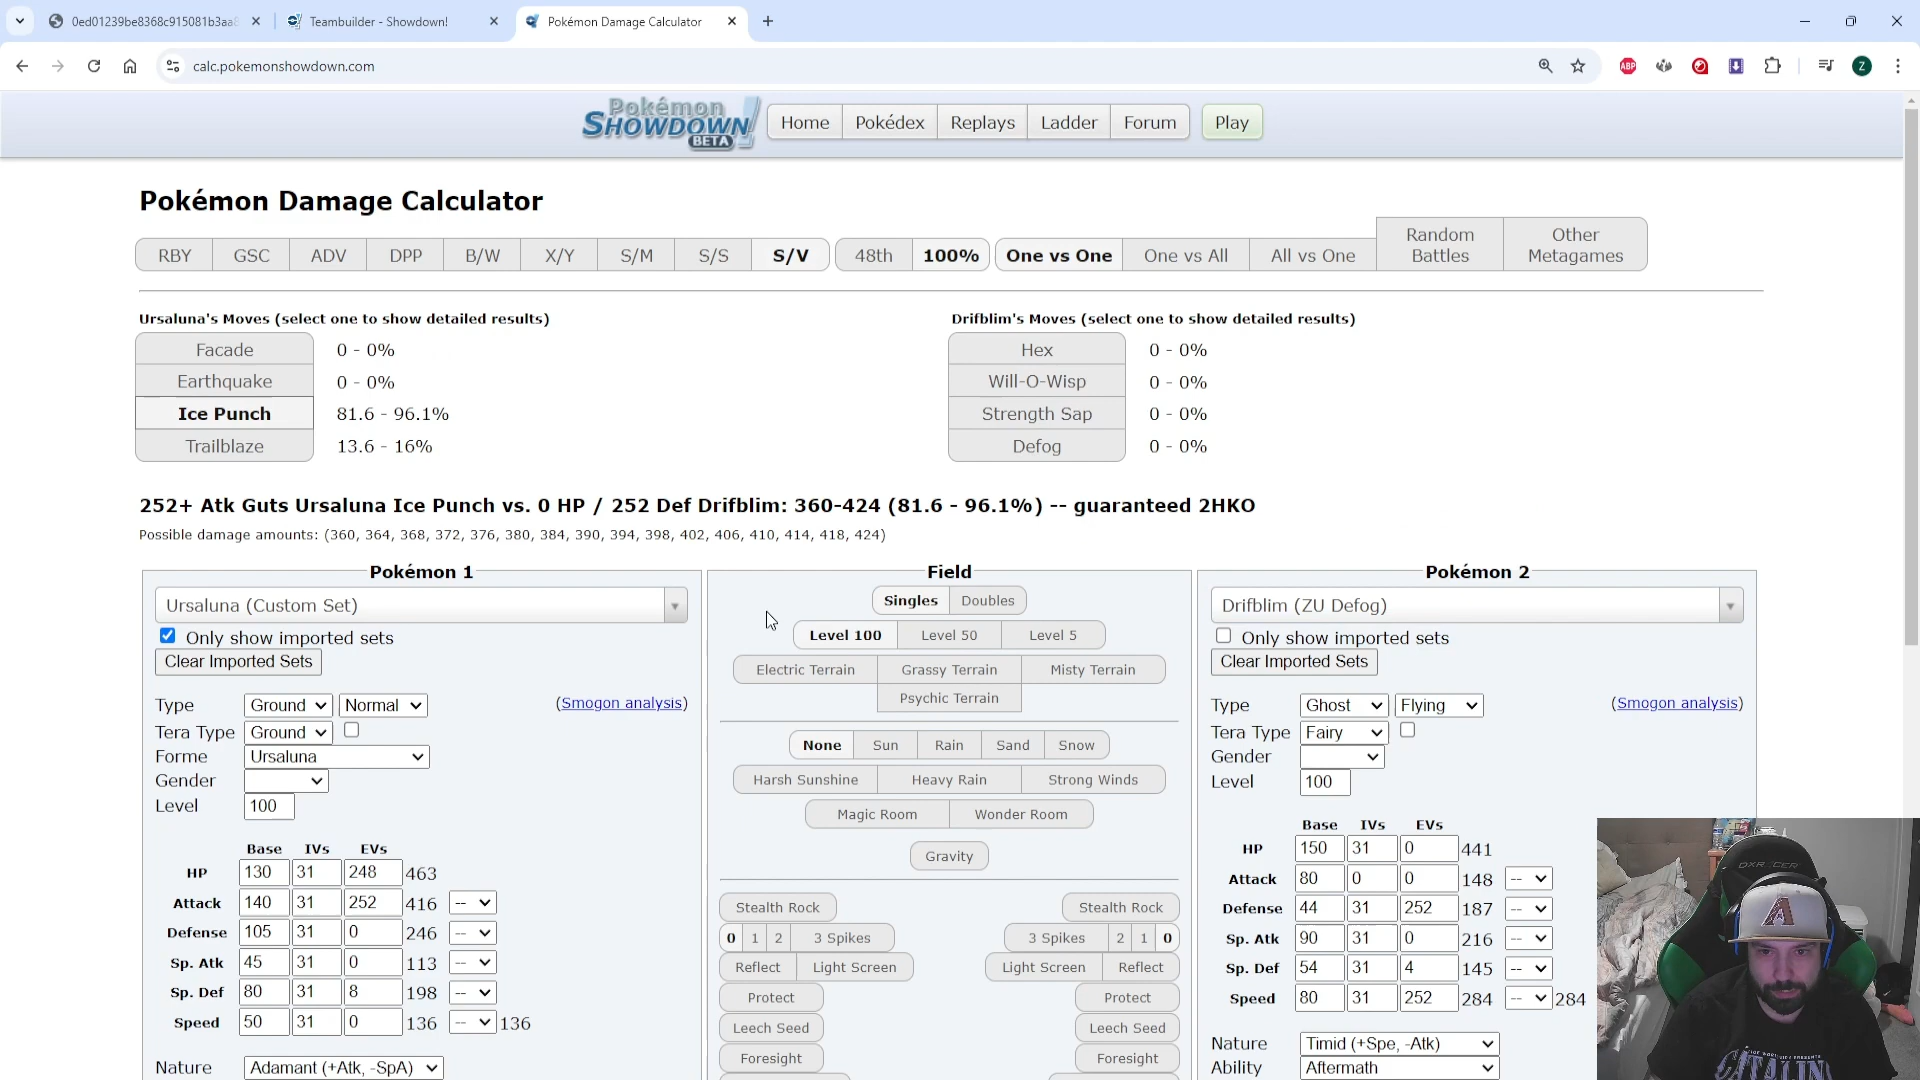 0ed01239be8368c915081b3aa8
Teambuilder - Showdown!
Pokémon Damage Calculator
calc.pokemonshowdown.com
ABP
Z
Pokémon
SHOWDOWN!
BETA
Home
Pokédex
Replays
Ladder
Forum
Play
Pokémon Damage Calculator
RBY
GSC
ADV
DPP
B/W
X/Y
S/M
S/S
S/V
48th
100%
One vs One
One vs All
All vs One
Random Battles
Other Metagames
Ursaluna's Moves (select one to show detailed results)
Facade 0 - 0%
Earthquake 0 - 0%
Ice Punch 81.6 - 96.1%
Trailblaze 13.6 - 16%
Drifblim's Moves (select one to show detailed results)
Hex 0 - 0%
Will-O-Wisp 0 - 0%
Strength Sap 0 - 0%
Defog 0 - 0%
252+ Atk Guts Ursaluna Ice Punch vs. 0 HP / 252 Def Drifblim: 360-424 (81.6 - 96.1%) -- guaranteed 2HKO
Possible damage amounts: (360, 364, 368, 372, 376, 380, 384, 390, 394, 398, 402, 406, 410, 414, 418, 424)
Pokémon 1
Ursaluna (Custom Set)
Only show imported sets
Clear Imported Sets
Type Ground Normal (Smogon analysis)
Tera Type Ground
Forme Ursaluna
Gender
Level 100
Base IVs EVs
HP 130 31 248 463
Attack 140 31 252 416 --
Defense 105 31 0 246 --
Sp. Atk 45 31 0 113 --
Sp. Def 80 31 8 198 --
Speed 50 31 0 136 -- 136
Nature Adamant (+Atk, -SpA)
Field
Singles Doubles
Level 100 Level 50 Level 5
Electric Terrain Grassy Terrain Misty Terrain
Psychic Terrain
None Sun Rain Sand Snow
Harsh Sunshine Heavy Rain Strong Winds
Magic Room Wonder Room
Gravity
Stealth Rock Stealth Rock
0 1 2 3 Spikes 3 Spikes 2 1 0
Reflect Light Screen Light Screen Reflect
Protect Protect
Leech Seed Leech Seed
Foresight Foresight
Pokémon 2
Drifblim (ZU Defog)
Only show imported sets
Clear Imported Sets
Type Ghost Flying (Smogon analysis)
Tera Type Fairy
Gender
Level 100
Base IVs EVs
HP 150 31 0 441
Attack 80 0 0 148 --
Defense 44 31 252 187 --
Sp. Atk 90 31 0 216 --
Sp. Def 54 31 4 145 --
Speed 80 31 252 284 -- 284
Nature Timid (+Spe, -Atk)
Ability Aftermath
A